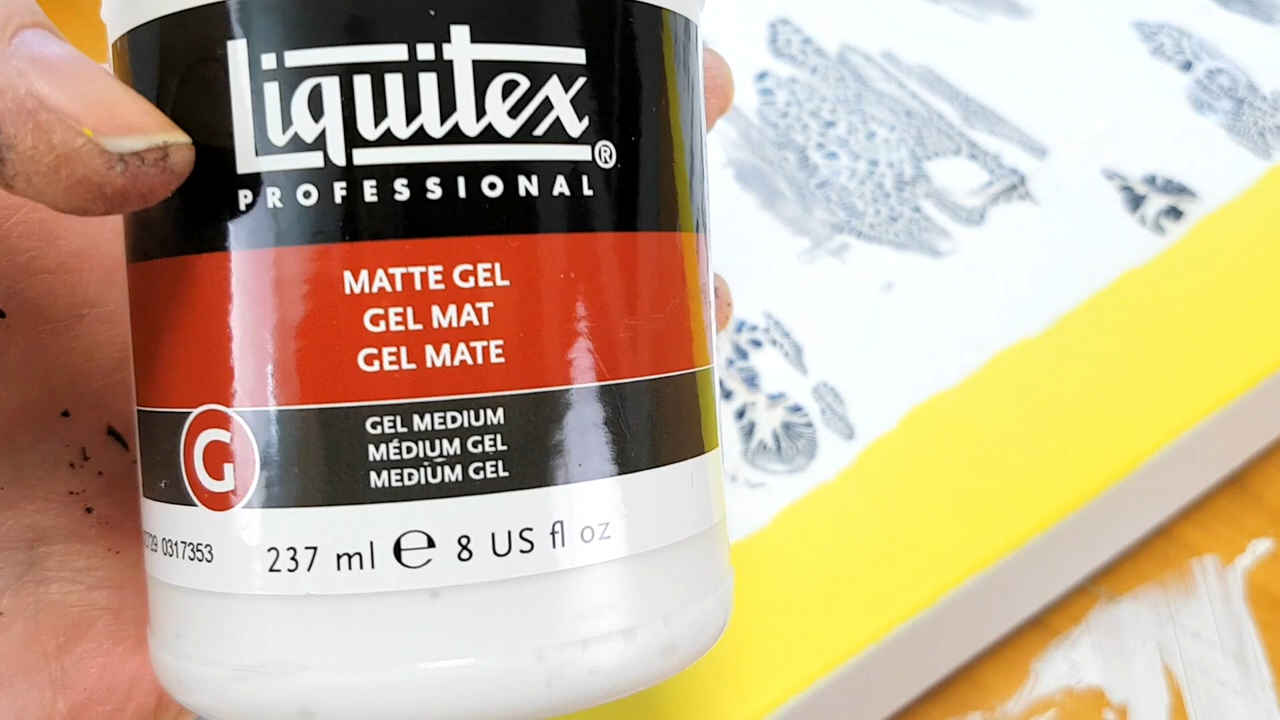 Liquitex®
PROFESSIONAL
MATTE GEL
GEL MAT
GEL MATE
G
GEL MEDIUM
MÉDIUM GEL
MEDIUM GEL
0317353
237 ml ℮ 8 US fl oz